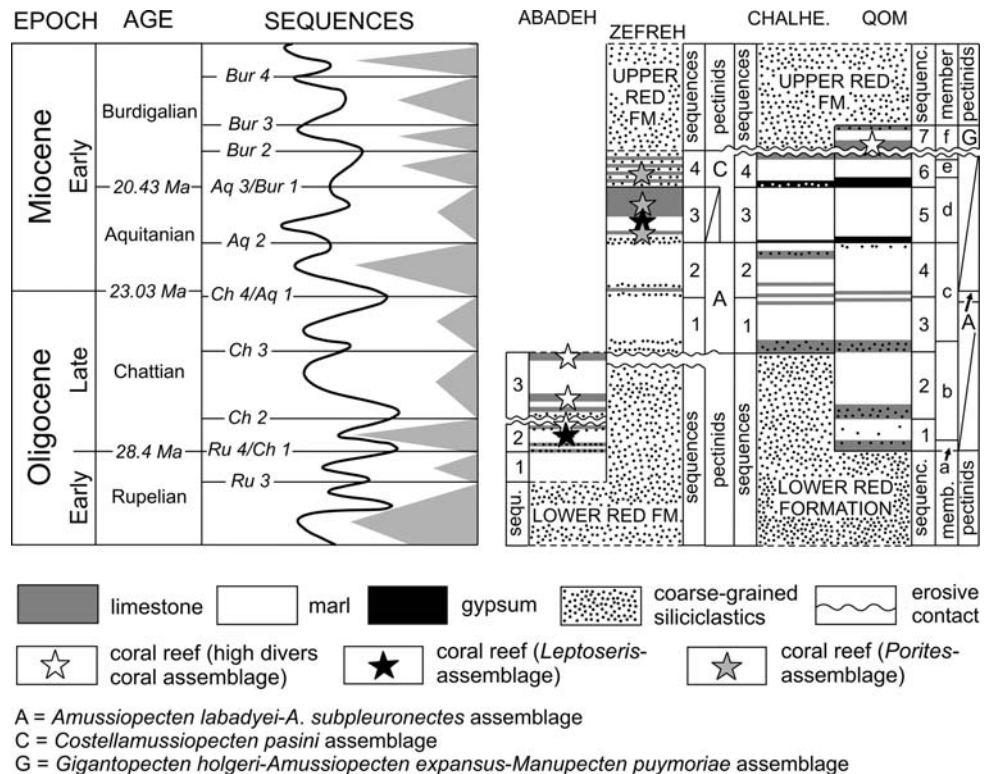 EPOCH AGE SEQUENCES
Miocene
Early
Oligocene
Late
Early
Burdigalian
20.43 Ma
Aquitanian
23.03 Ma
Chattian
28.4 Ma
Rupelian
Bur 4
Bur 3
Bur 2
Aq 3/Bur 1
Aq 2
Ch 4/Aq 1
Ch 3
Ch 2
Ru 4/Ch 1
Ru 3
ABADEH
ZEFREH
CHALHE.
QOM
UPPER
RED
FM.
UPPER RED
FM.
sequences
pectinids
sequences
sequenc.
member
pectinids
3
2
1
sequ.
4
3
2
1
sequences
C
A
pectinids
4
3
2
1
sequences
7
6
5
4
3
2
1
sequenc.
f
e
d
c
b
a
memb.
G
A
pectinids
LOWER RED FM.
LOWER RED
FORMATION
limestone
marl
gypsum
coarse-grained
siliciclastics
erosive
contact
coral reef (high divers
coral assemblage)
coral reef (Leptoseris-
assemblage)
coral reef (Porites-
assemblage)
A = Amussiopecten labadyei-A. subpleuronectes assemblage
C = Costellamussiopecten pasini assemblage
G = Gigantopecten holgeri-Amussiopecten expansus-Manupecten puymoriae assemblage